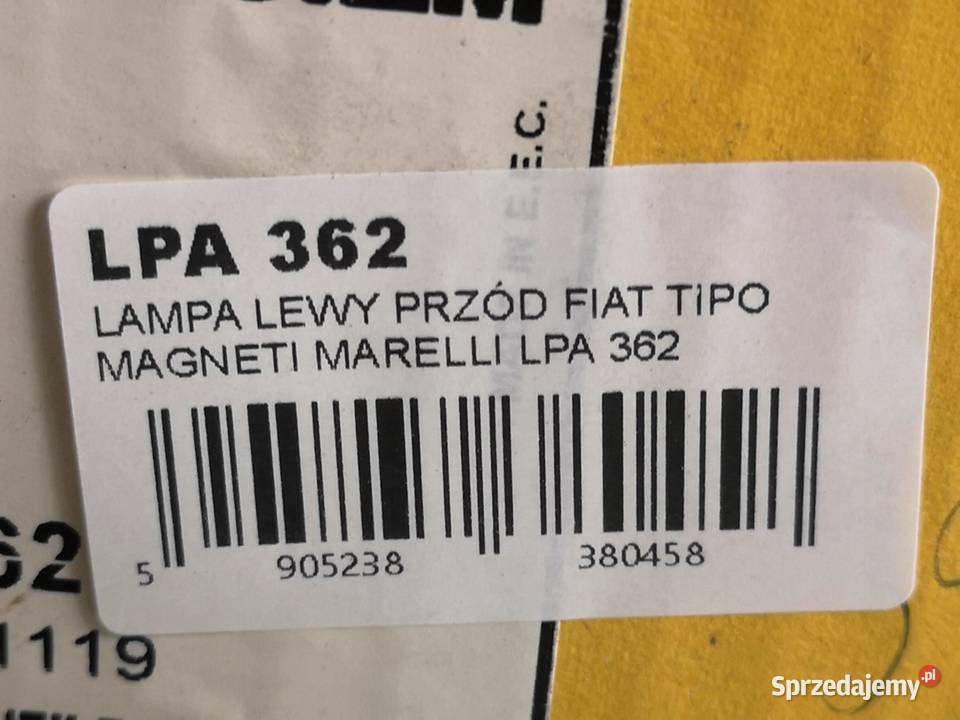 E.C.
LPA 362
LAMPA LEWY PRZÓD FIAT TIPO
MAGNETI MARELLI LPA 362
5 905238 380458
62
1119
Sprzedajemy.pl